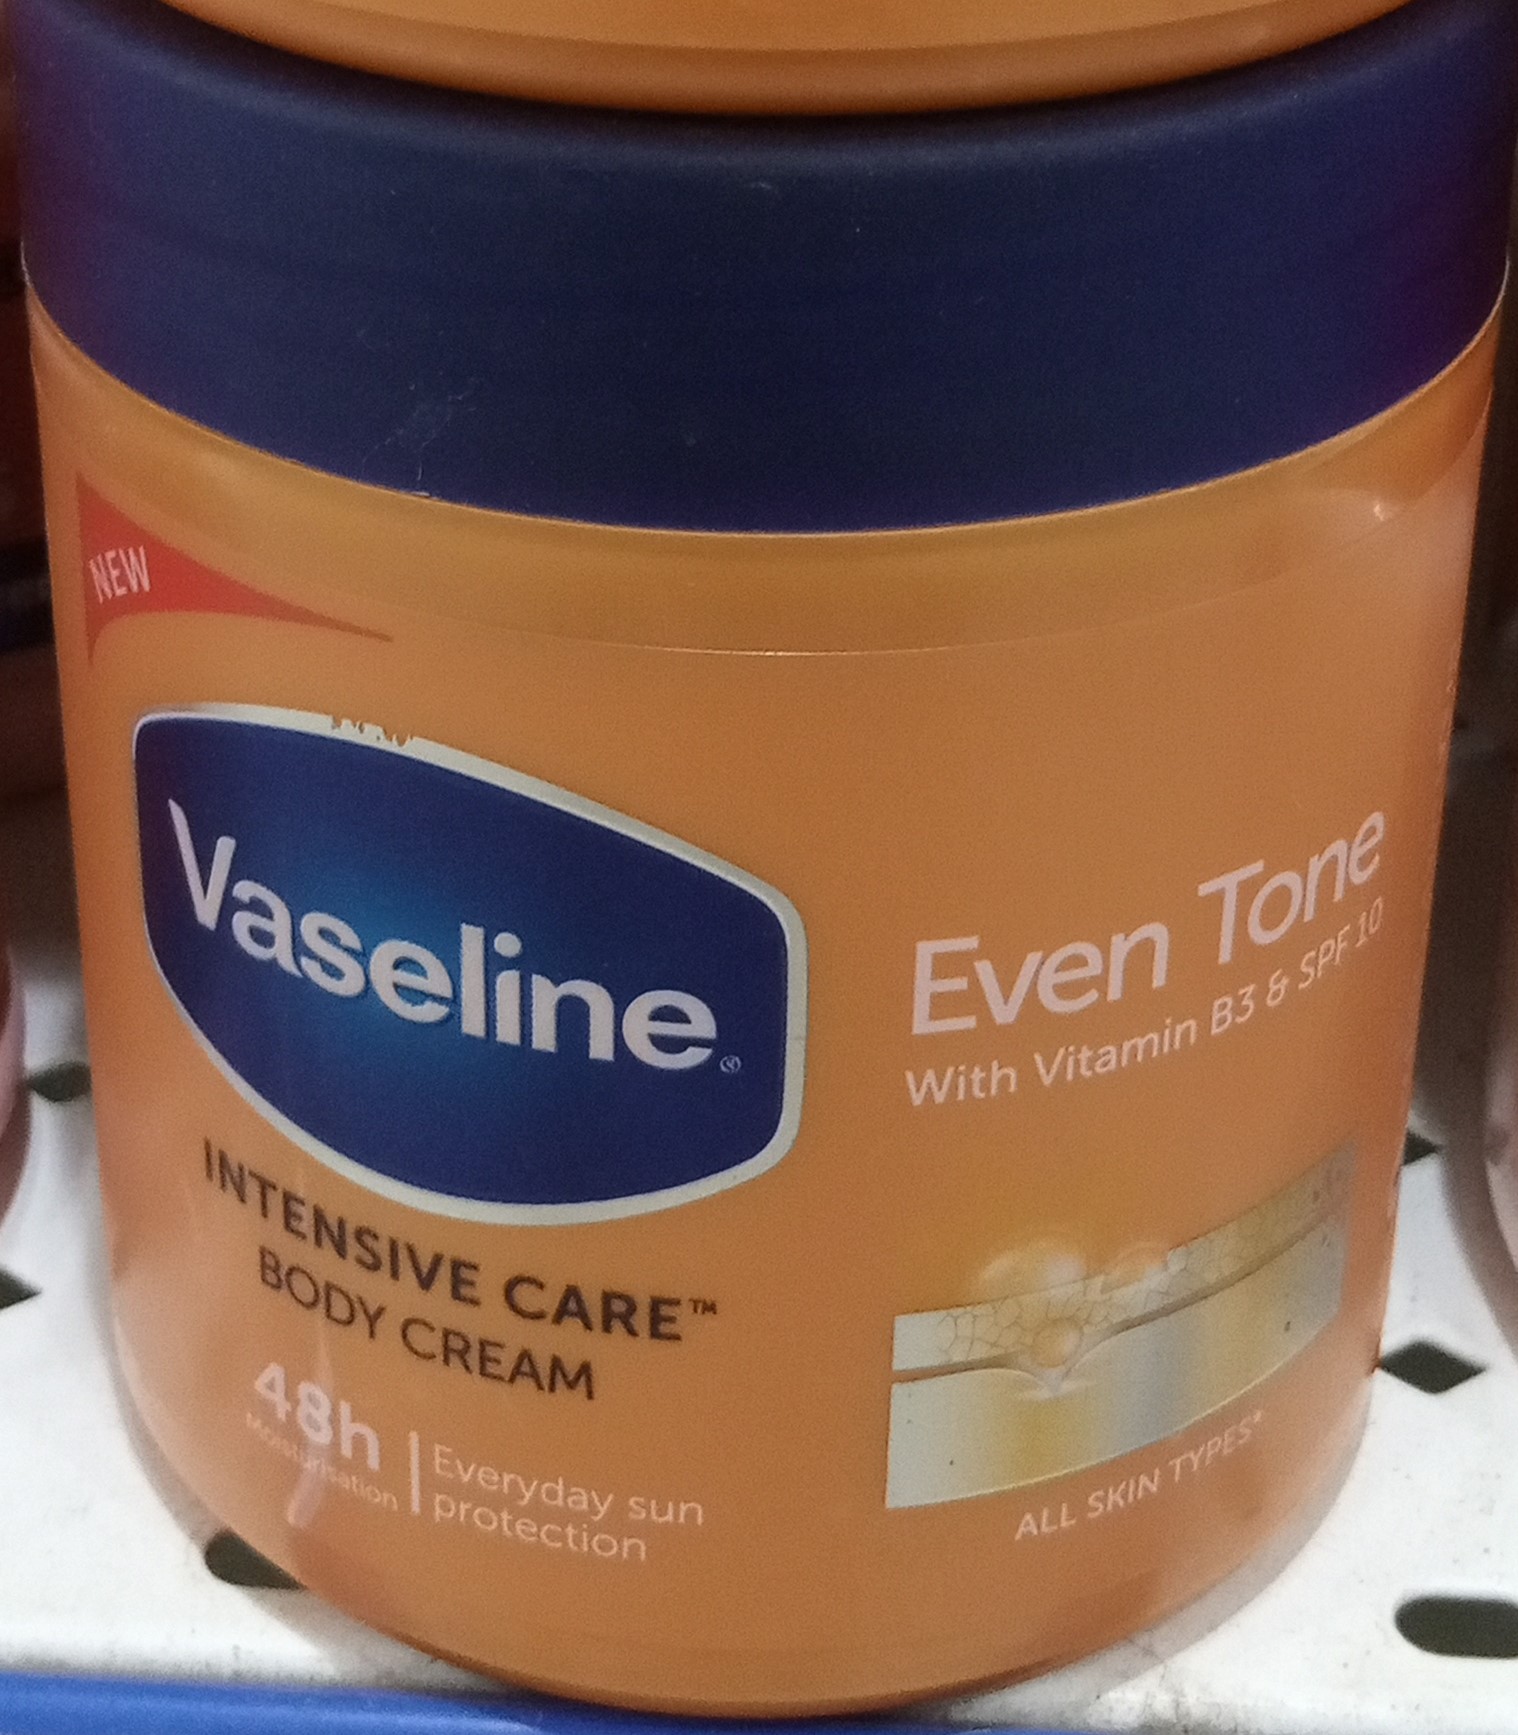 NEW
Vaseline®
INTENSIVE CARE™
BODY CREAM
48h
Moisturisation
Everyday sun
protection
Even Tone
With Vitamin B3 & SPF 10
ALL SKIN TYPES*